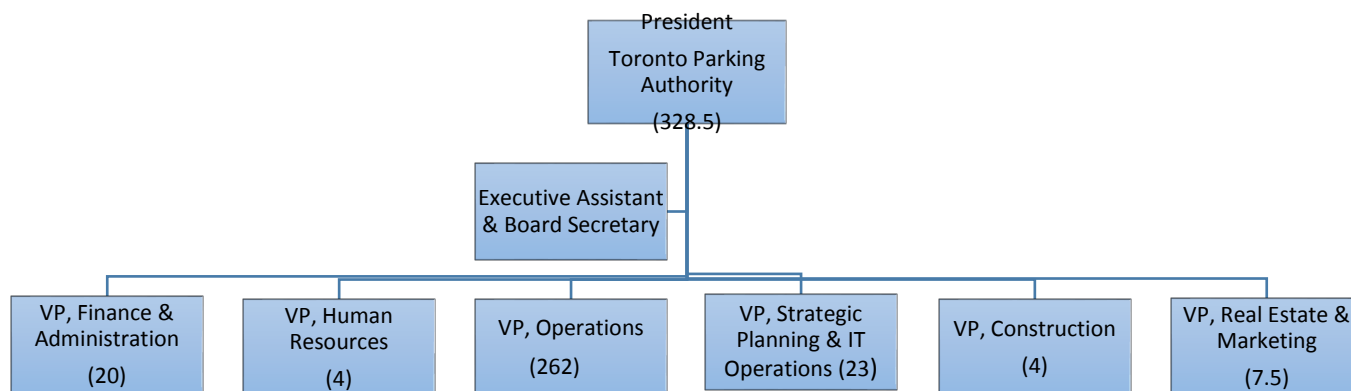 President
Toronto Parking
Authority
(328.5)
Executive Assistant
& Board Secretary
VP, Finance &
Administration
(20)
VP, Human
Resources
(4)
VP, Operations
(262)
VP, Strategic
Planning & IT
Operations (23)
VP, Construction
(4)
VP, Real Estate &
Marketing
(7.5)